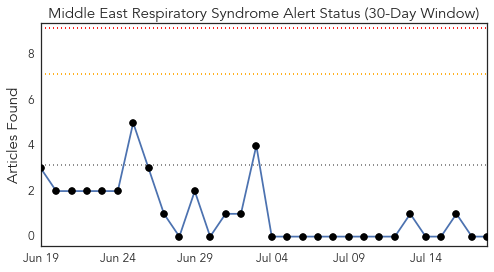 Middle East Respiratory Syndrome Alert Status (30-Day Window)
Articles Found
8
6
4
2
0
Jun 19 Jun 24 Jun 29 Jul 04 Jul 09 Jul 14